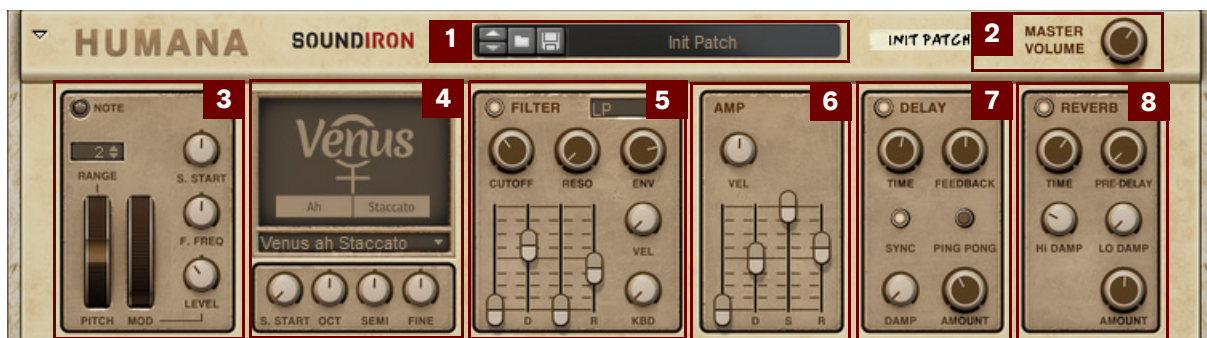 HUMANA SOUNDIRON 1 Init Patch INIT PATCH 2 MASTER VOLUME
3 NOTE
2
RANGE
S. START
F. FREQ
LEVEL
PITCH MOD
4
Venus
Ah Staccato
Venus ah Staccato
S. START OCT SEMI FINE
5 FILTER LP
CUTOFF RESO ENV
VEL
D R KBD
6 AMP
VEL
D S R
7 DELAY
TIME FEEDBACK
SYNC PING PONG
DAMP AMOUNT
8 REVERB
TIME PRE-DELAY
Hi DAMP LO DAMP
AMOUNT